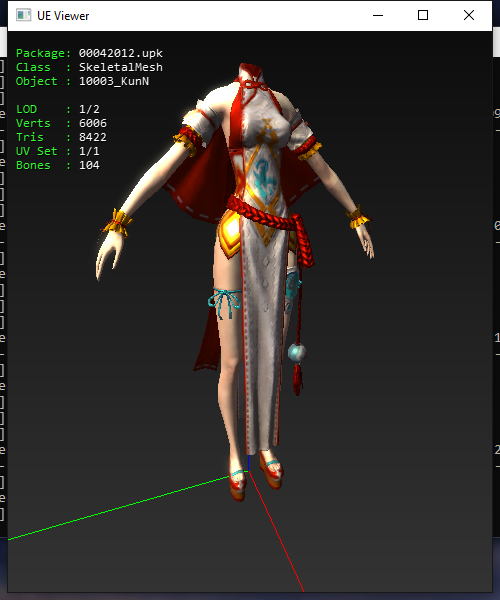 UE Viewer
Package: 00042012.upk
Class : SkeletalMesh
Object : 10003_KunN
LOD : 1/2
Verts : 6006
Tris : 8422
UV Set : 1/1
Bones : 104